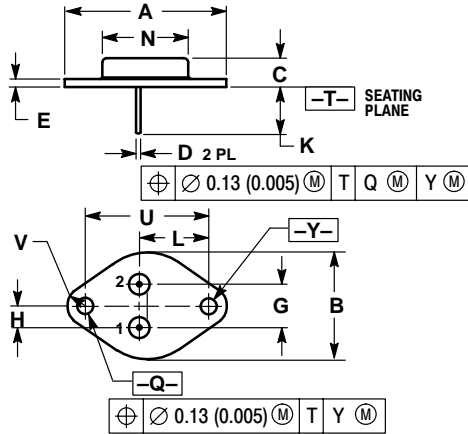 A
N
C
E
–T– SEATING PLANE
K
D 2 PL
⌖ ∅ 0.13 (0.005) Ⓜ T Q Ⓜ Y Ⓜ
U
V
L
–Y–
2
H
G
B
1
–Q–
⌖ ∅ 0.13 (0.005) Ⓜ T Y Ⓜ